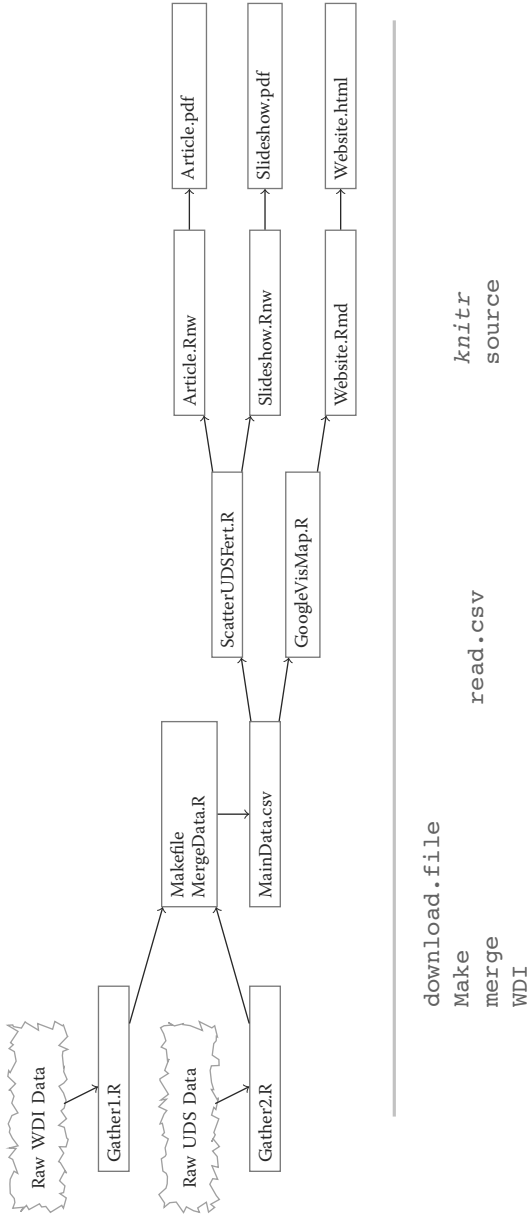 Raw WDI Data
Gather1.R
Raw UDS Data
Gather2.R
Makefile
MergeData.R
MainData.csv
ScatterUDSFert.R
GoogleVisMap.R
Article.Rnw
Slideshow.Rnw
Website.Rmd
Article.pdf
Slideshow.pdf
Website.html
download.file
Make
merge
WDI
read.csv
knitr
source